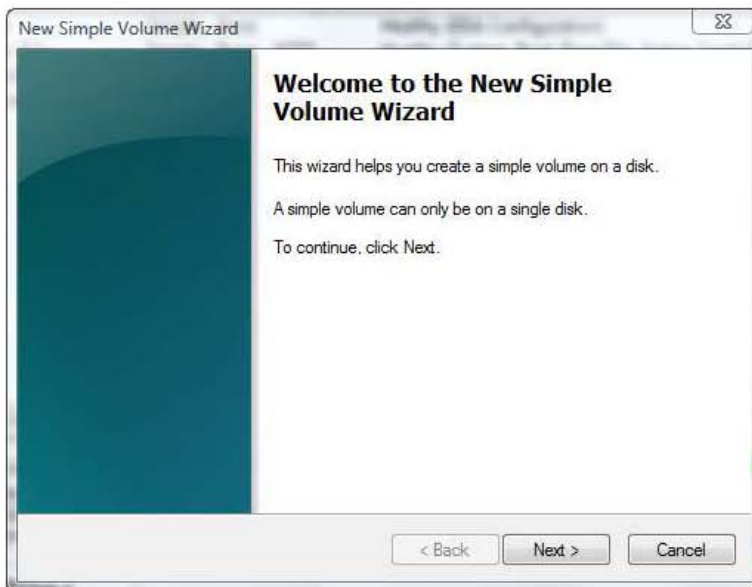 New Simple Volume Wizard
Welcome to the New Simple
Volume Wizard
This wizard helps you create a simple volume on a disk.
A simple volume can only be on a single disk.
To continue, click Next.
< Back
Next >
Cancel